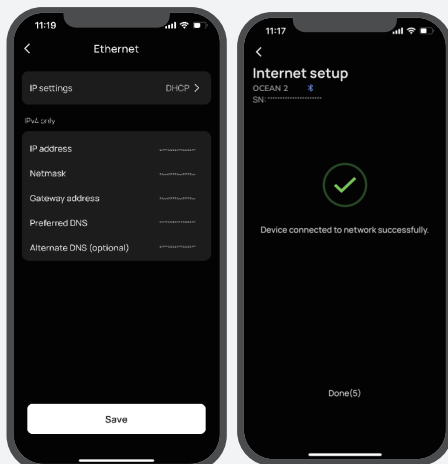 11:19
Ethernet
IP settings DHCP >
IPv4 only
IP address
Netmask
Gateway address
Preferred DNS
Alternate DNS (optional)
Save
11:17
Internet setup
OCEAN 2
SN:
Device connected to network successfully.
Done(5)